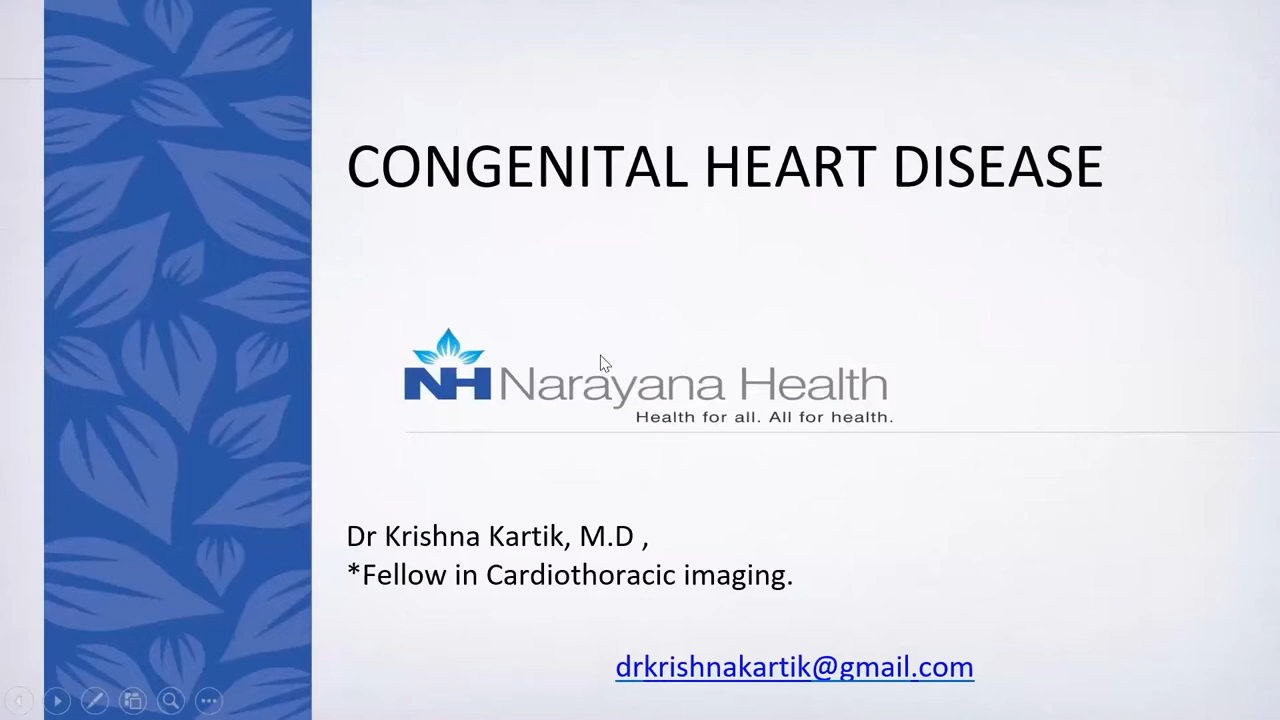 CONGENITAL HEART DISEASE
NH Narayana Health
Health for all. All for health.
Dr Krishna Kartik, M.D ,
*Fellow in Cardiothoracic imaging.
drkrishnakartik@gmail.com